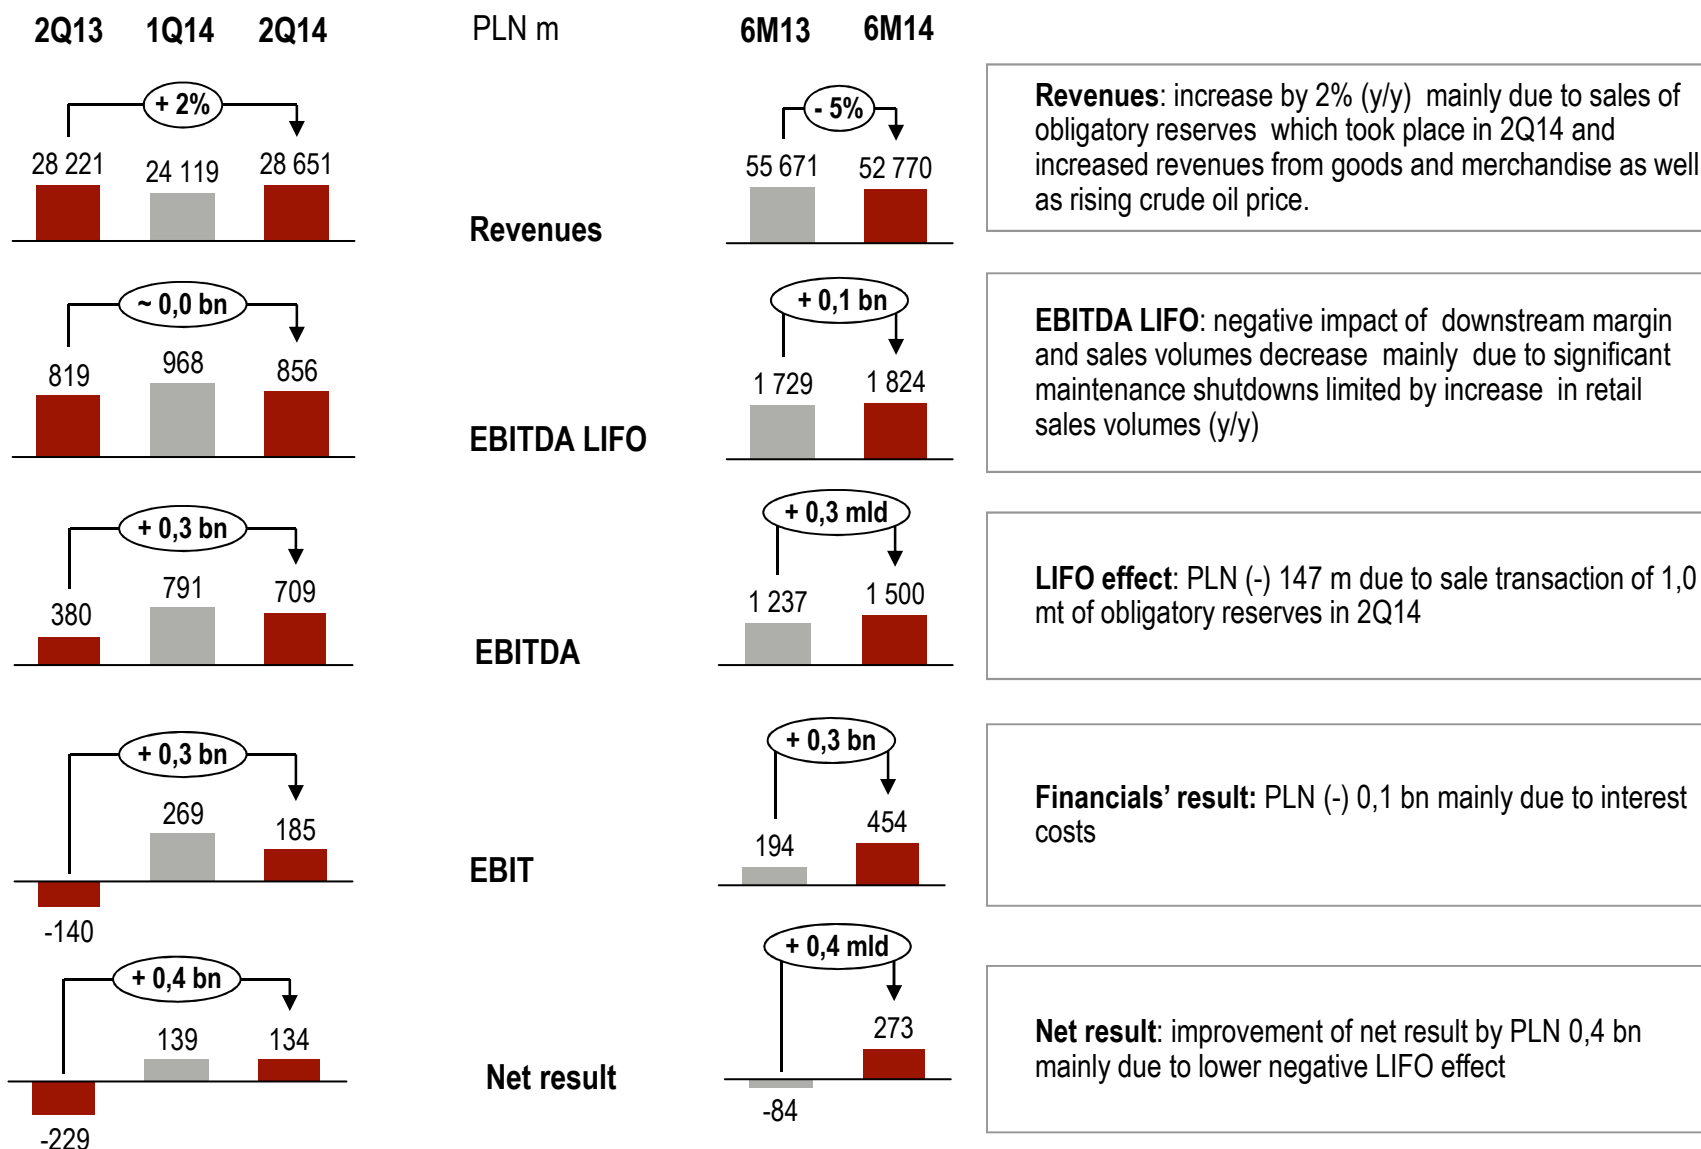 2Q13 1Q14 2Q14 PLN m 6M13 6M14
+ 2%
28 221 24 119 28 651
Revenues
- 5%
55 671 52 770
Revenues: increase by 2% (y/y) mainly due to sales of
obligatory reserves which took place in 2Q14 and
increased revenues from goods and merchandise as well
as rising crude oil price.
~ 0,0 bn
819 968 856
EBITDA LIFO
+ 0,1 bn
1 729 1 824
EBITDA LIFO: negative impact of downstream margin
and sales volumes decrease mainly due to significant
maintenance shutdowns limited by increase in retail
sales volumes (y/y)
+ 0,3 bn
380 791 709
EBITDA
+ 0,3 mld
1 237 1 500
LIFO effect: PLN (-) 147 m due to sale transaction of 1,0
mt of obligatory reserves in 2Q14
+ 0,3 bn
-140 269 185
EBIT
+ 0,3 bn
194 454
Financials’ result: PLN (-) 0,1 bn mainly due to interest
costs
+ 0,4 bn
-229 139 134
Net result
+ 0,4 mld
-84 273
Net result: improvement of net result by PLN 0,4 bn
mainly due to lower negative LIFO effect